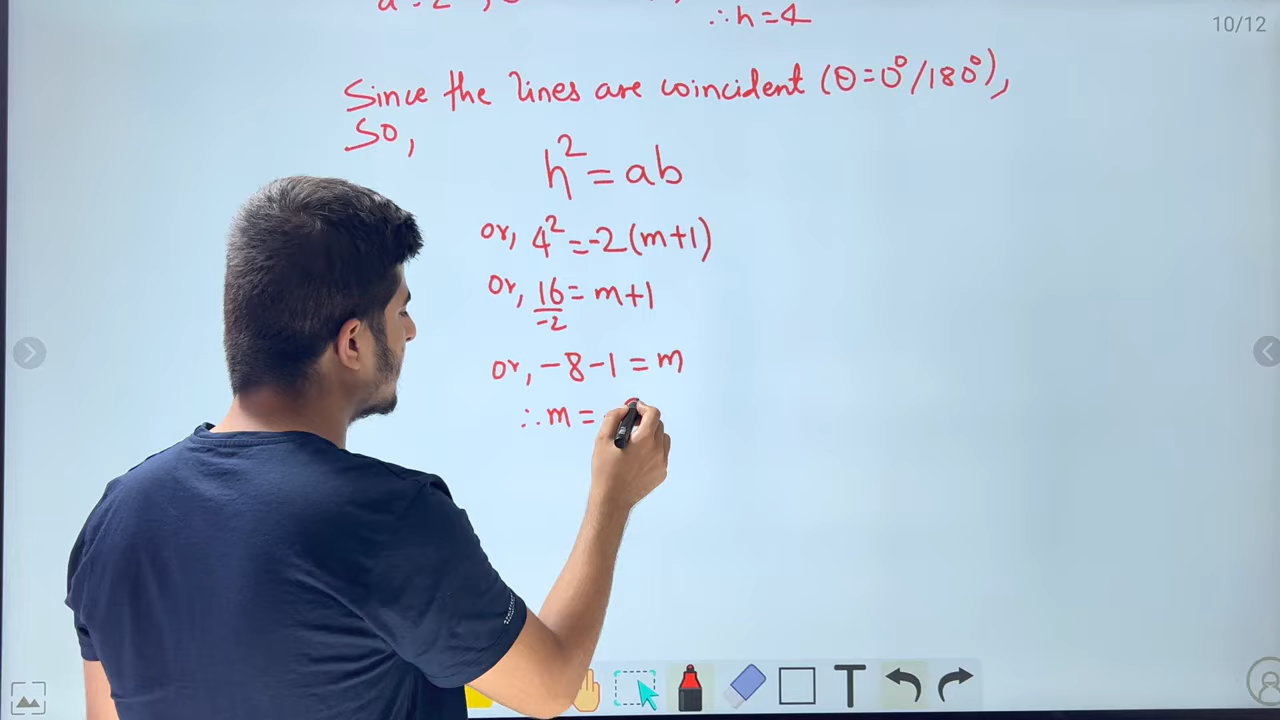 ∴h=4
10/12
Since the lines are coincident (θ=0°/180°),
So,
h²=ab
or, 4²=-2(m+1)
or, 16/-2 = m+1
or, -8-1=m
∴m=
T